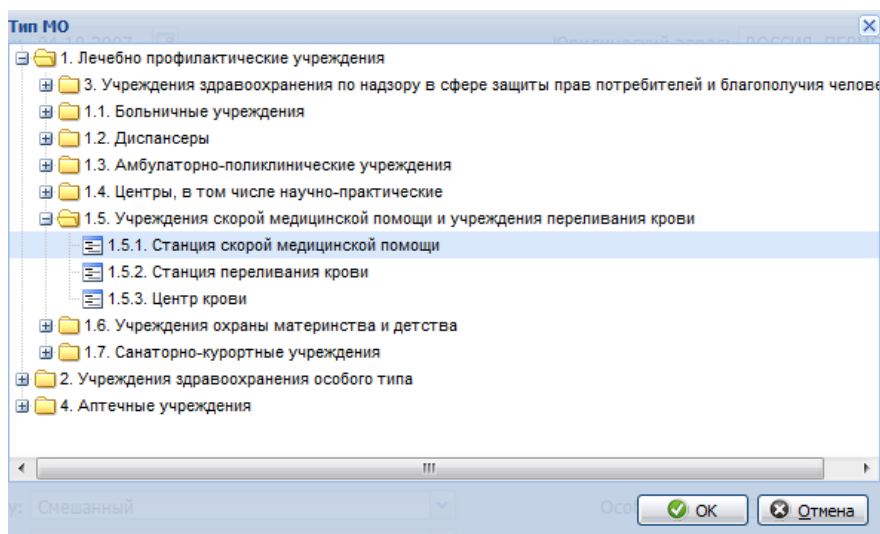 Тип МО
1. Лечебно профилактические учреждения
3. Учреждения здравоохранения по надзору в сфере защиты прав потребителей и благополучия челове
1.1. Больничные учреждения
1.2. Диспансеры
1.3. Амбулаторно-поликлинические учреждения
1.4. Центры, в том числе научно-практические
1.5. Учреждения скорой медицинской помощи и учреждения переливания крови
1.5.1. Станция скорой медицинской помощи
1.5.2. Станция переливания крови
1.5.3. Центр крови
1.6. Учреждения охраны материнства и детства
1.7. Санаторно-курортные учреждения
2. Учреждения здравоохранения особого типа
4. Аптечные учреждения
у: Смешанный
OK Отмена